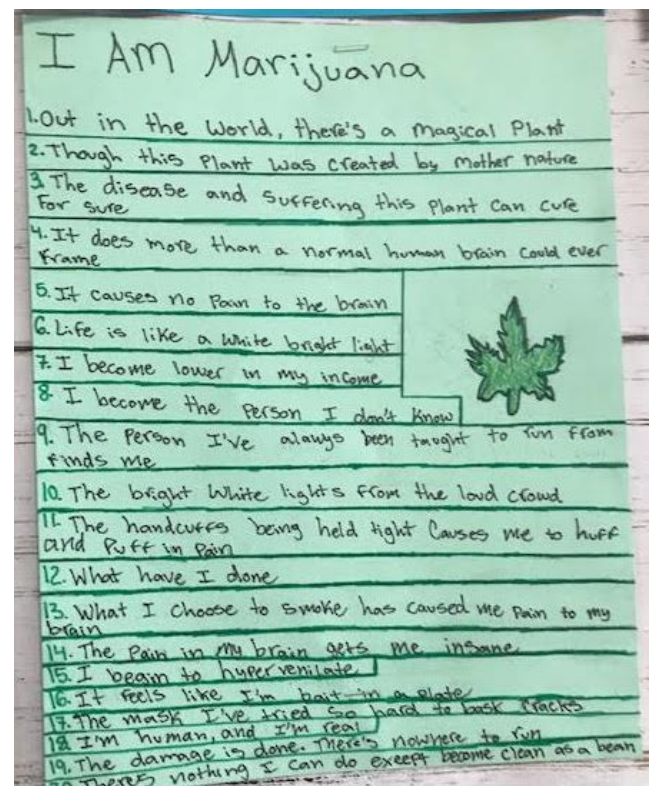 I Am Marijuana
1. Out in the world, there's a magical Plant
2. Though this Plant was created by mother nature
3. The disease and suffering this Plant can cure
For sure
4. It does more than a normal human brain could ever
Frame
5. It causes no Pain to the brain
6. Life is like a white bright light
7. I become lower in my income
8. I become the Person I don't know
9. The Person I've always been taught to run from
finds me
10. The bright white lights from the loud crowd
11. The handcuffs being held tight Causes me to huff
and Puff in Pain
12. What have I done
13. What I choose to smoke has caused me Pain to my
brain
14. The Pain in my brain gets me insane
15. I begain to hypervenilate
16. It feels like I'm bait in a plate
17. The mask I've tried so hard to bask cracks
18. I'm human, and I'm real
19. The damage is done. There's nowhere to run
20. There's nothing I can do except become clean as a bean